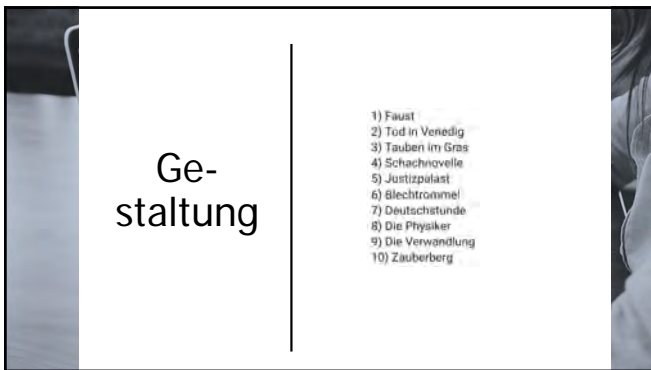 Ge-
staltung
1) Faust
2) Tod in Venedig
3) Tauben im Gras
4) Schachnovelle
5) Justizpalast
6) Blechtrommel
7) Deutschstunde
8) Die Physiker
9) Die Verwandlung
10) Zauberberg